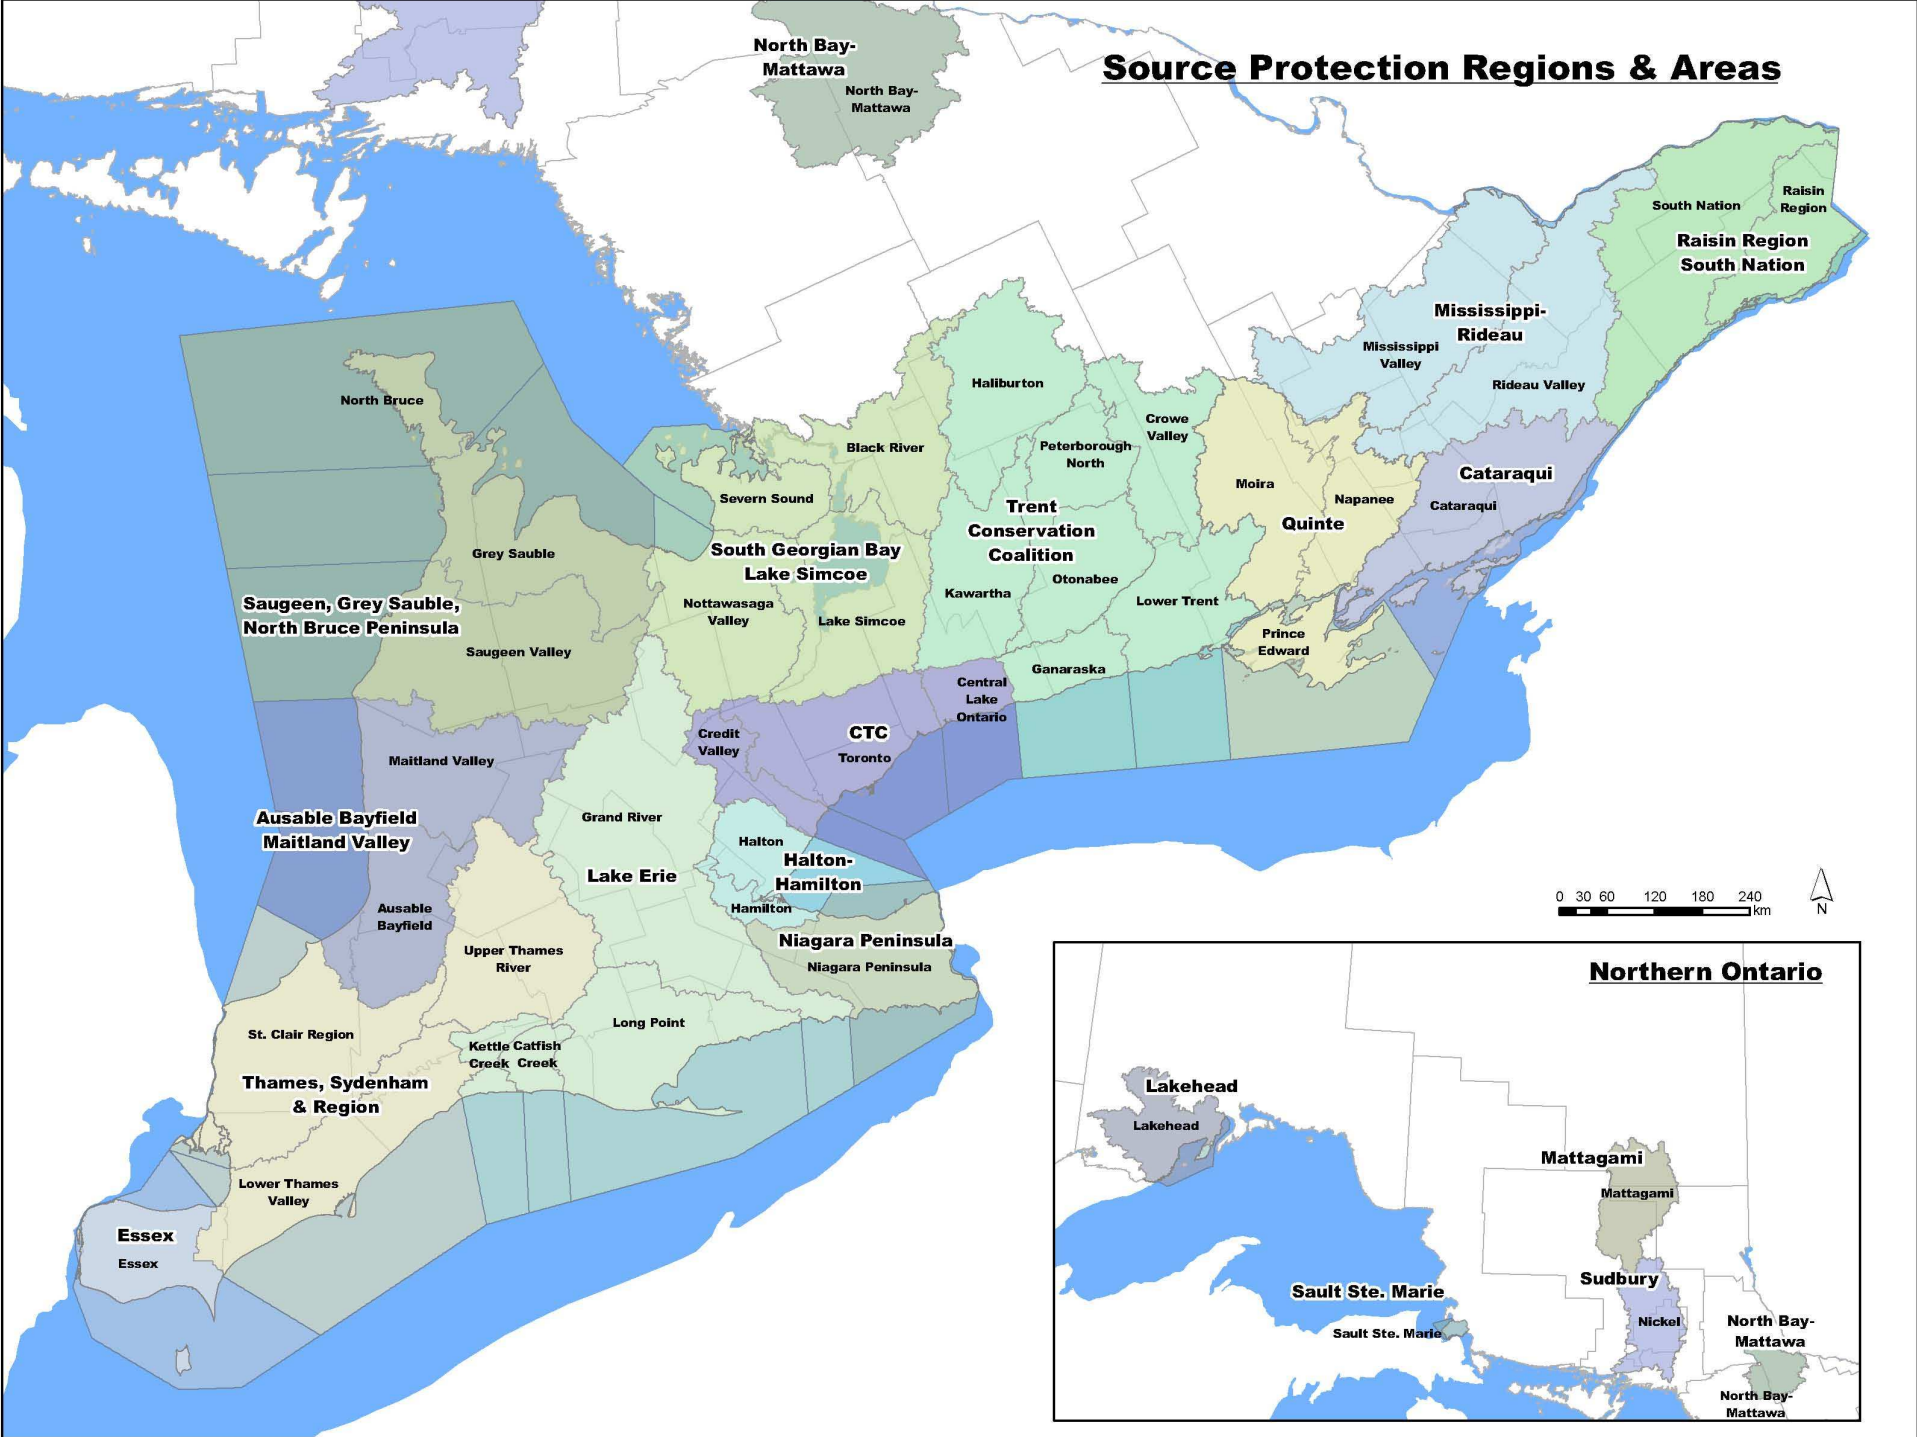 Source Protection Regions & Areas
North Bay-
Mattawa
North Bay-
Mattawa
South Nation
Raisin
Region
Raisin Region
South Nation
Mississippi-
Rideau
Mississippi
Valley
Rideau Valley
North Bruce
Haliburton
Crowe
Valley
Peterborough
North
Black River
Severn Sound
Moira
Napanee
Quinte
Cataraqui
Cataraqui
Trent
Conservation
Coalition
Grey Sauble
South Georgian Bay
Lake Simcoe
Otonabee
Kawartha
Lower Trent
Saugeen, Grey Sauble,
North Bruce Peninsula
Nottawasaga
Valley
Lake Simcoe
Prince
Edward
Saugeen Valley
Ganaraska
Central
Lake
Ontario
Credit
Valley
CTC
Toronto
Maitland Valley
Ausable Bayfield
Maitland Valley
Grand River
Halton
Halton-
Hamilton
Lake Erie
Hamilton
Ausable
Bayfield
Upper Thames
River
Niagara Peninsula
Niagara Peninsula
St. Clair Region
Long Point
Kettle
Creek
Catfish
Creek
Thames, Sydenham
& Region
Lower Thames
Valley
Essex
Essex
0 30 60 120 180 240
km
N
Northern Ontario
Lakehead
Lakehead
Mattagami
Mattagami
Sudbury
Nickel
Sault Ste. Marie
Sault Ste. Marie
North Bay-
Mattawa
North Bay-
Mattawa